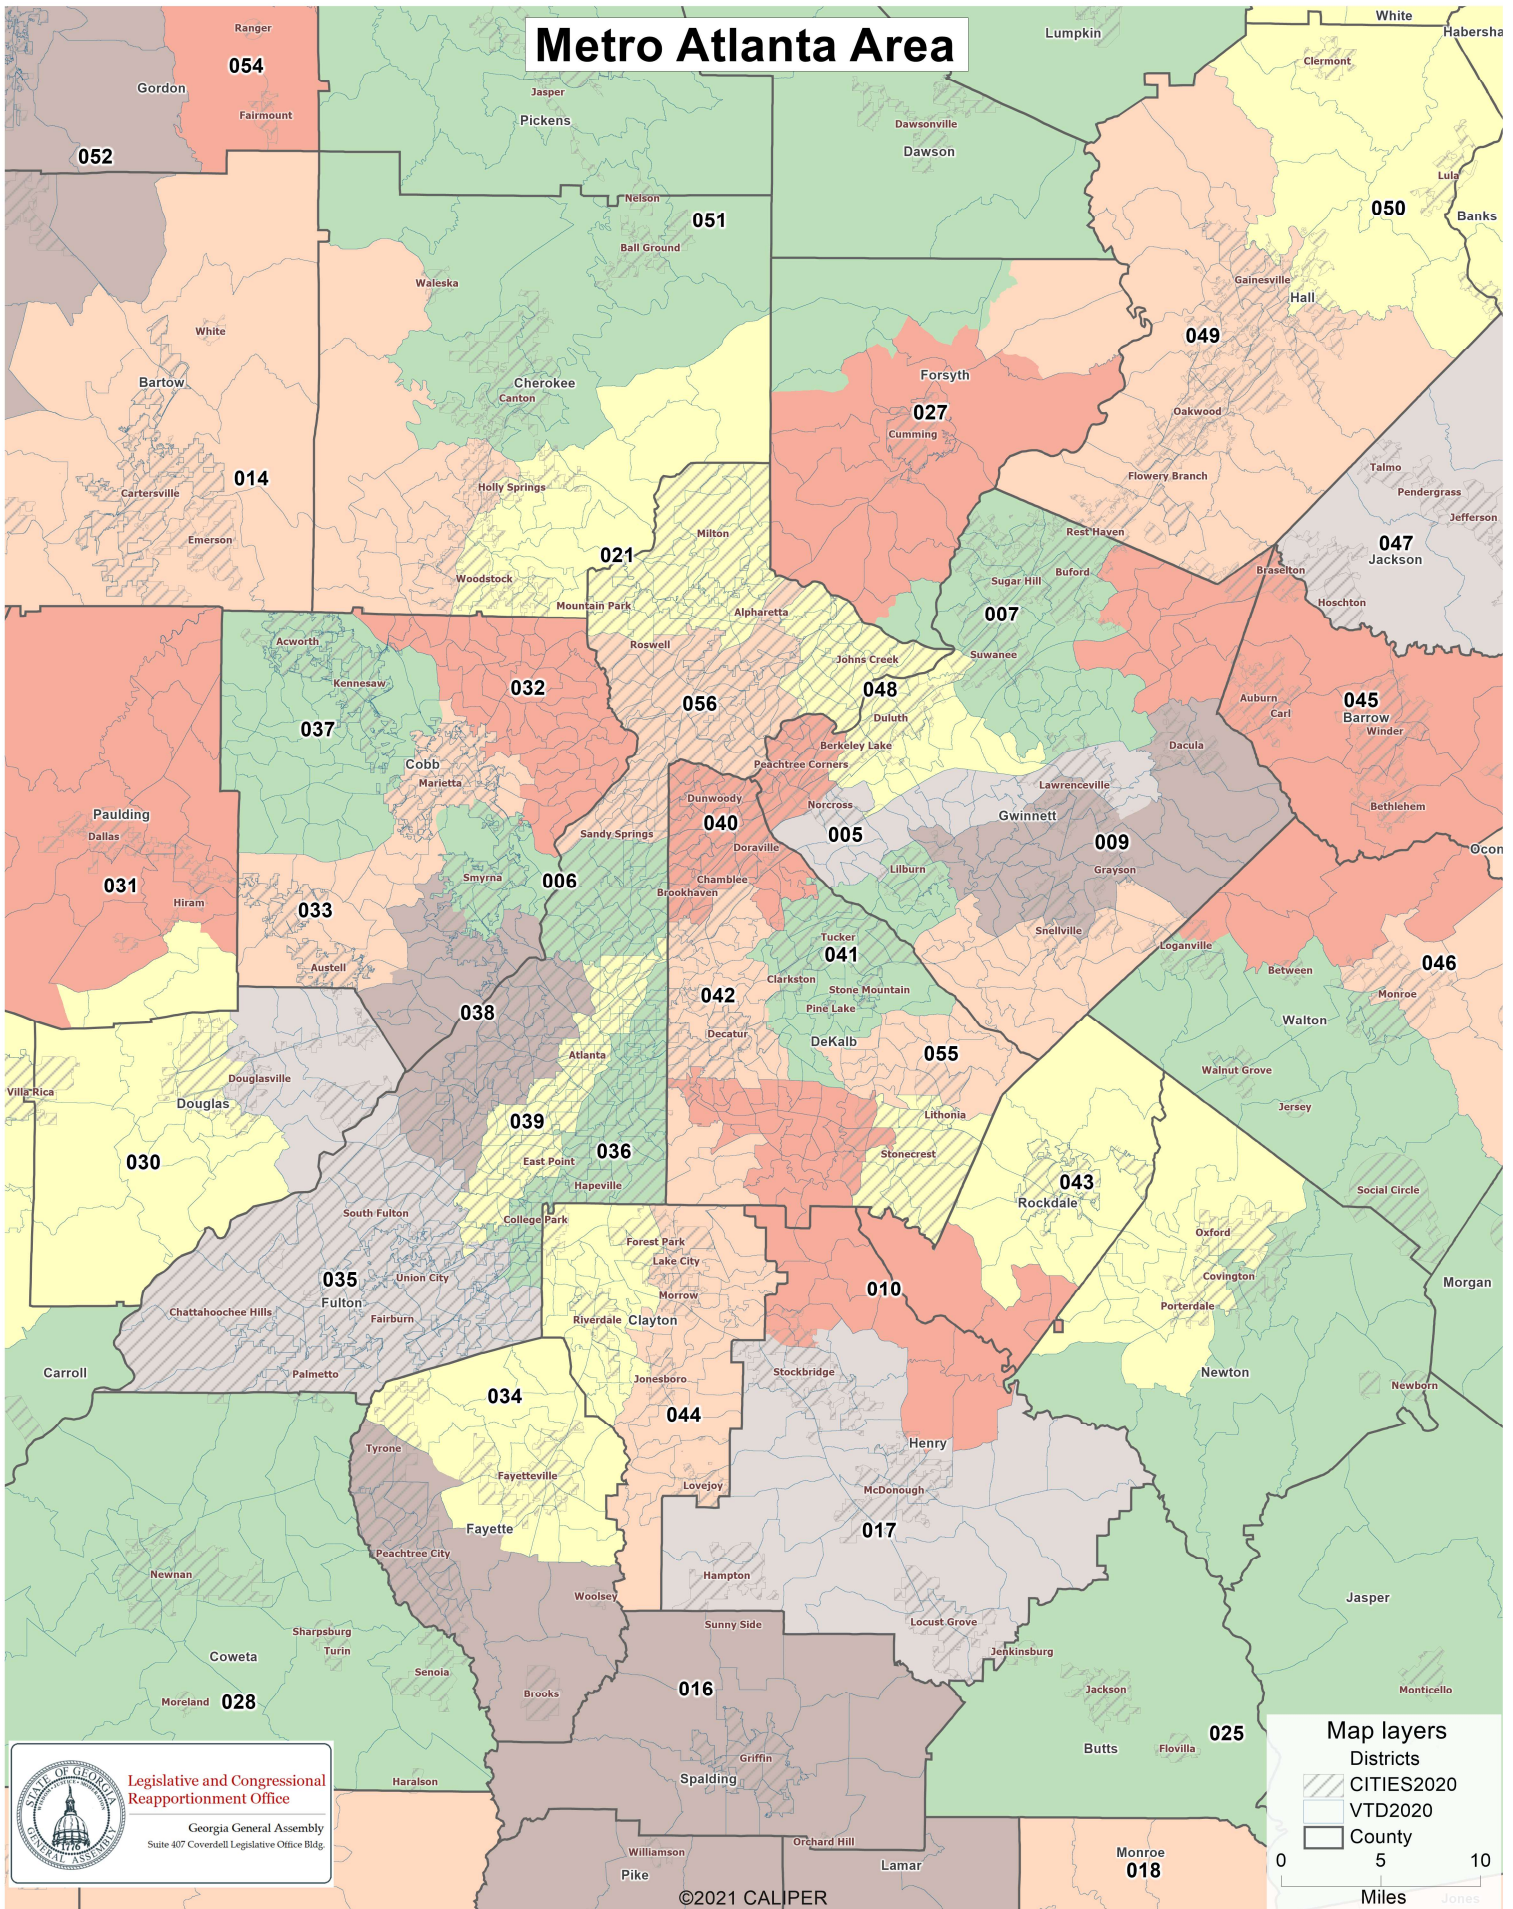 Metro Atlanta Area
White
Habersha
Lumpkin
Ranger
054
Clermont
Gordon
Fairmount
Jasper
Pickens
Dawsonville
Dawson
052
Lula
Nelson
051
050
Banks
Ball Ground
Waleska
Gainesville
Hall
White
049
Bartow
Cherokee
Canton
Forsyth
027
Cumming
Oakwood
014
Cartersville
Emerson
Holly Springs
Flowery Branch
Talmo
Pendergrass
Jefferson
Milton
Rest Haven
047
Jackson
021
Woodstock
Mountain Park
Alpharetta
Sugar Hill
Buford
007
Braselton
Hoschton
Acworth
Kennesaw
Roswell
Johns Creek
Suwanee
032
056
048
Duluth
037
Auburn
Carl
045
Barrow
Winder
Cobb
Marietta
Berkeley Lake
Peachtree Corners
Dacula
Lawrenceville
Dunwoody
Norcross
Gwinnett
Bethlehem
Paulding
Dallas
Sandy Springs
040
Doraville
005
009
Ocon
031
Hiram
033
Smyrna
006
Chamblee
Brookhaven
Lilburn
Grayson
Snellville
Loganville
Austell
Tucker
041
Clarkston
Stone Mountain
Pine Lake
042
Between
046
Monroe
038
Decatur
DeKalb
Walton
055
Atlanta
Douglasville
Villa Rica
Douglas
Walnut Grove
Jersey
039
Lithonia
030
036
East Point
Hapeville
Stonecrest
043
Rockdale
Social Circle
South Fulton
College Park
Forest Park
Lake City
Oxford
Covington
035
Fulton
Union City
Morrow
010
Porterdale
Morgan
Chattahoochee Hills
Fairburn
Riverdale
Clayton
Carroll
Palmetto
Jonesboro
Stockbridge
Newton
Newborn
034
044
Tyrone
Fayetteville
Henry
Lovejoy
McDonough
Fayette
017
Peachtree City
Newnan
Hampton
Woolsey
Jasper
Sunny Side
Locust Grove
Sharpsburg
Turin
Jenkinsburg
Coweta
Senoia
Moreland
028
Brooks
016
Jackson
Monticello
025
Butts
Flovilla
Griffin
Spalding
Haralson
Orchard Hill
Williamson
Pike
Lamar
Monroe
018
Jones
©2021 CALIPER
STATE OF GEORGIA
WISDOM JUSTICE MODERATION
1776
GENERAL ASSEMBLY
Legislative and Congressional
Reapportionment Office
Georgia General Assembly
Suite 407 Coverdell Legislative Office Bldg.
Map layers
Districts
CITIES2020
VTD2020
County
0 5 10
Miles